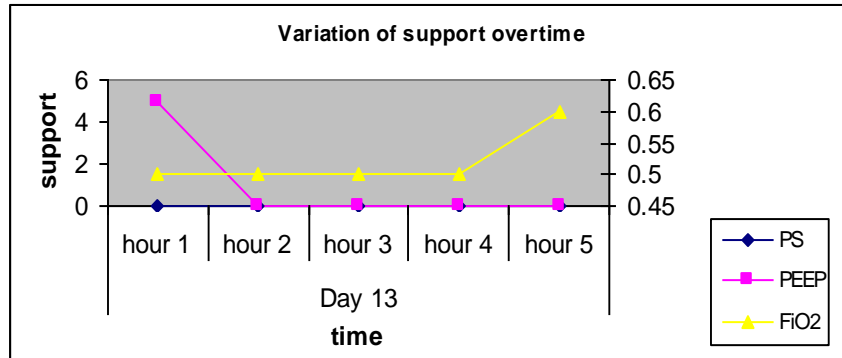 Variation of support overtime
support
6
4
2
0
0.65
0.6
0.55
0.5
0.45
hour 1 hour 2 hour 3 hour 4 hour 5
Day 13
time
PS
PEEP
FiO2